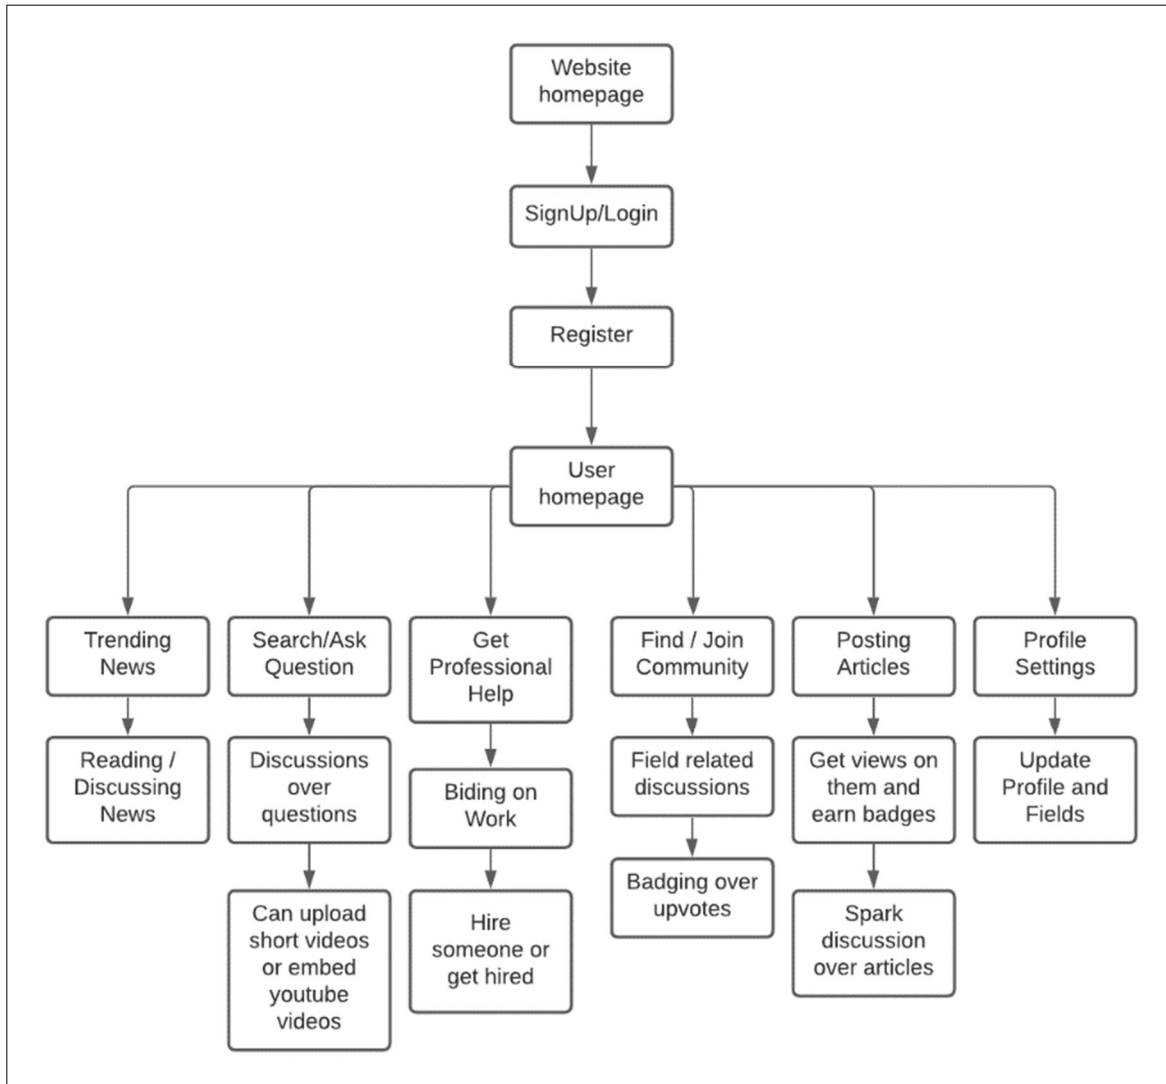 Website
homepage
SignUp/Login
Register
User
homepage
Trending
News
Search/Ask
Question
Get
Professional
Help
Find / Join
Community
Posting
Articles
Profile
Settings
Reading /
Discussing
News
Discussions
over
questions
Biding on
Work
Field related
discussions
Get views on
them and
earn badges
Update
Profile and
Fields
Can upload
short videos
or embed
youtube
videos
Hire
someone or
get hired
Badging over
upvotes
Spark
discussion
over articles